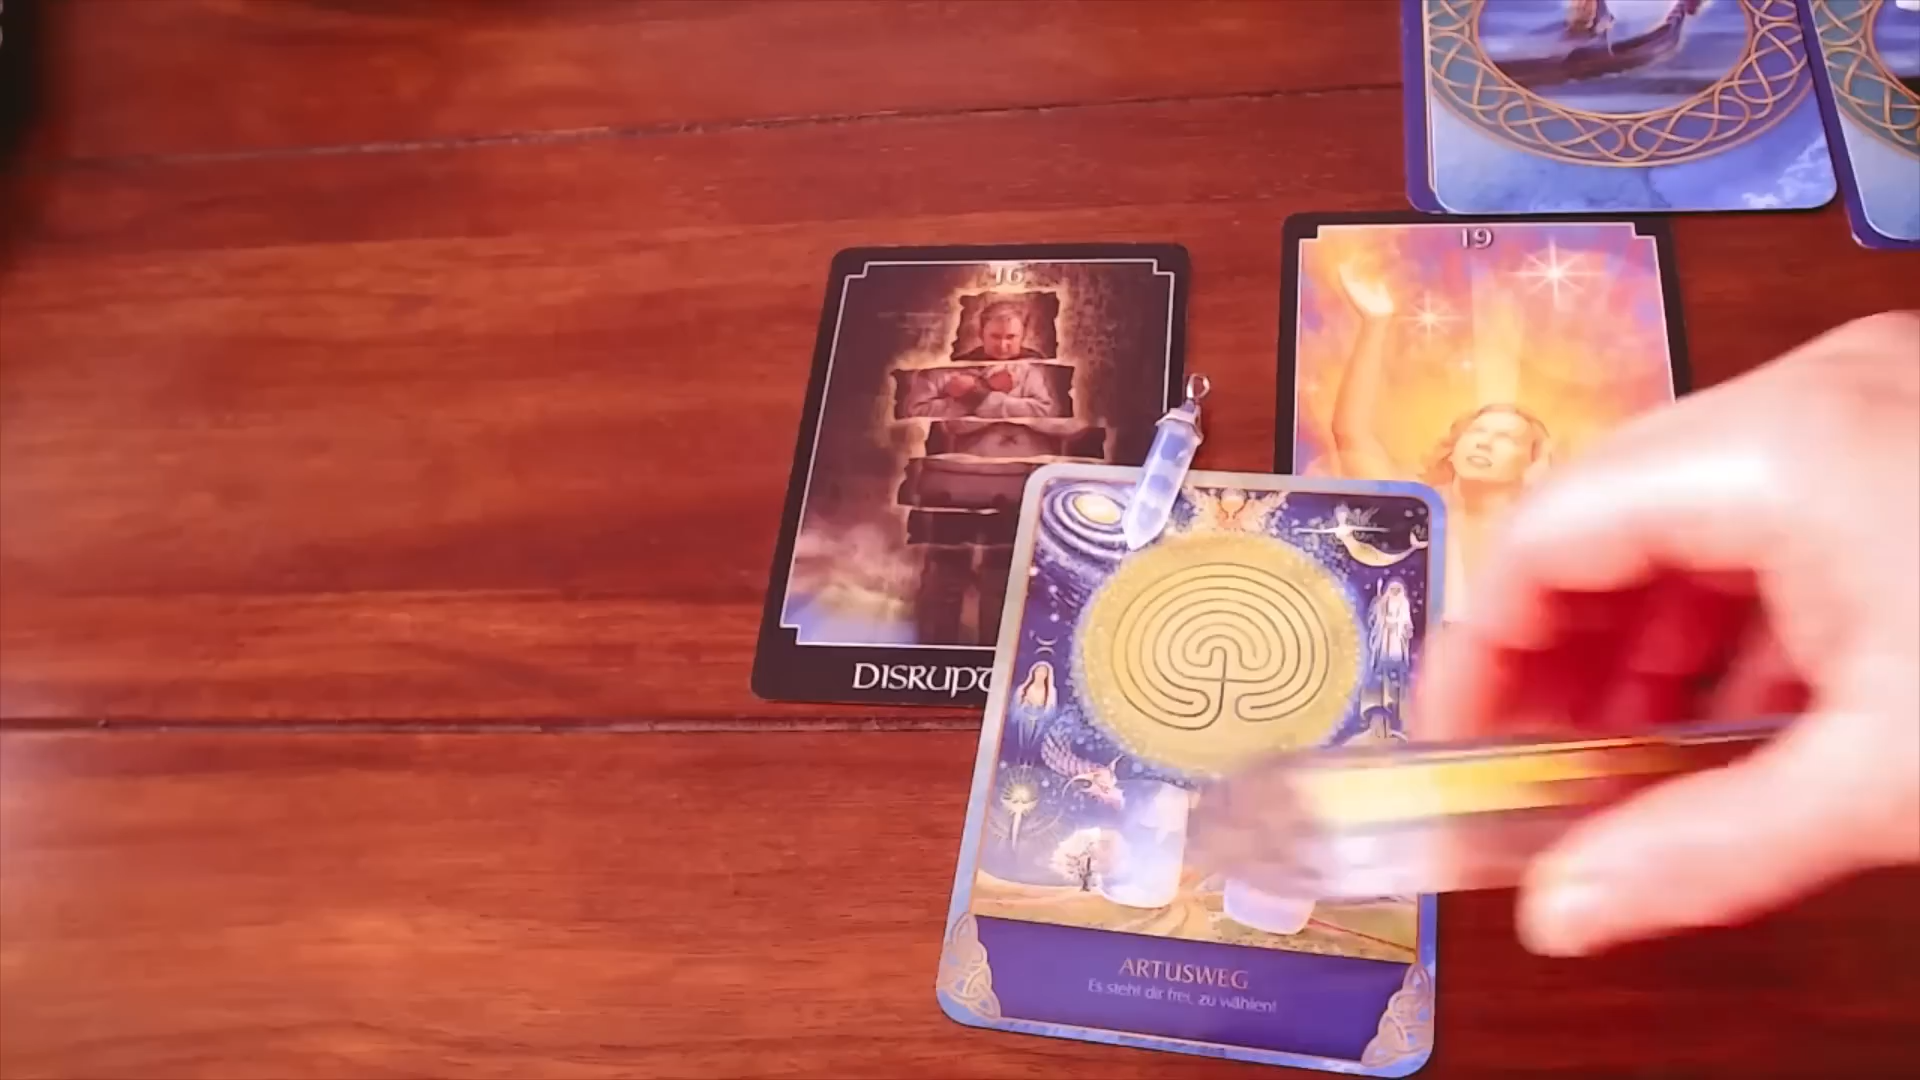 16
19
DISRUPT
ARTUSWEG
Es steht dir frei, zu wählen!